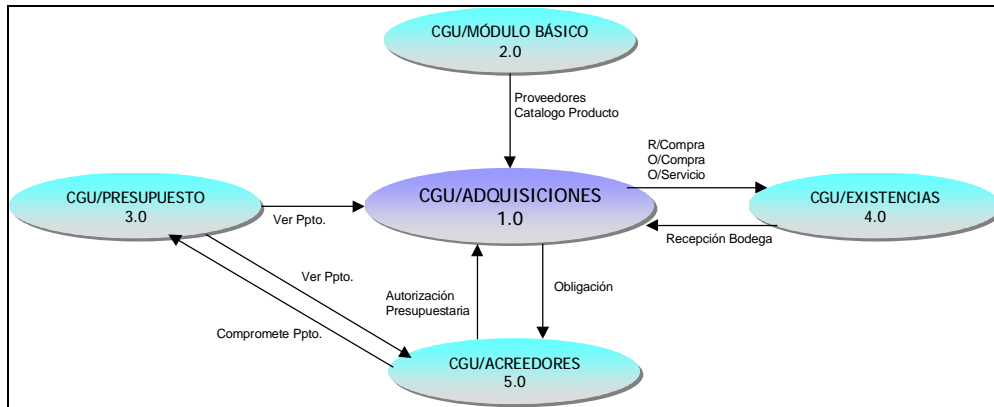 CGU/MÓDULO BÁSICO
2.0
Proveedores
Catalogo Producto
R/Compra
O/Compra
O/Servicio
CGU/PRESUPUESTO
3.0
Ver Ppto.
CGU/ADQUISICIONES
1.0
CGU/EXISTENCIAS
4.0
Recepción Bodega
Ver Ppto.
Autorización
Presupuestaria
Obligación
Compromete Ppto.
CGU/ACREEDORES
5.0